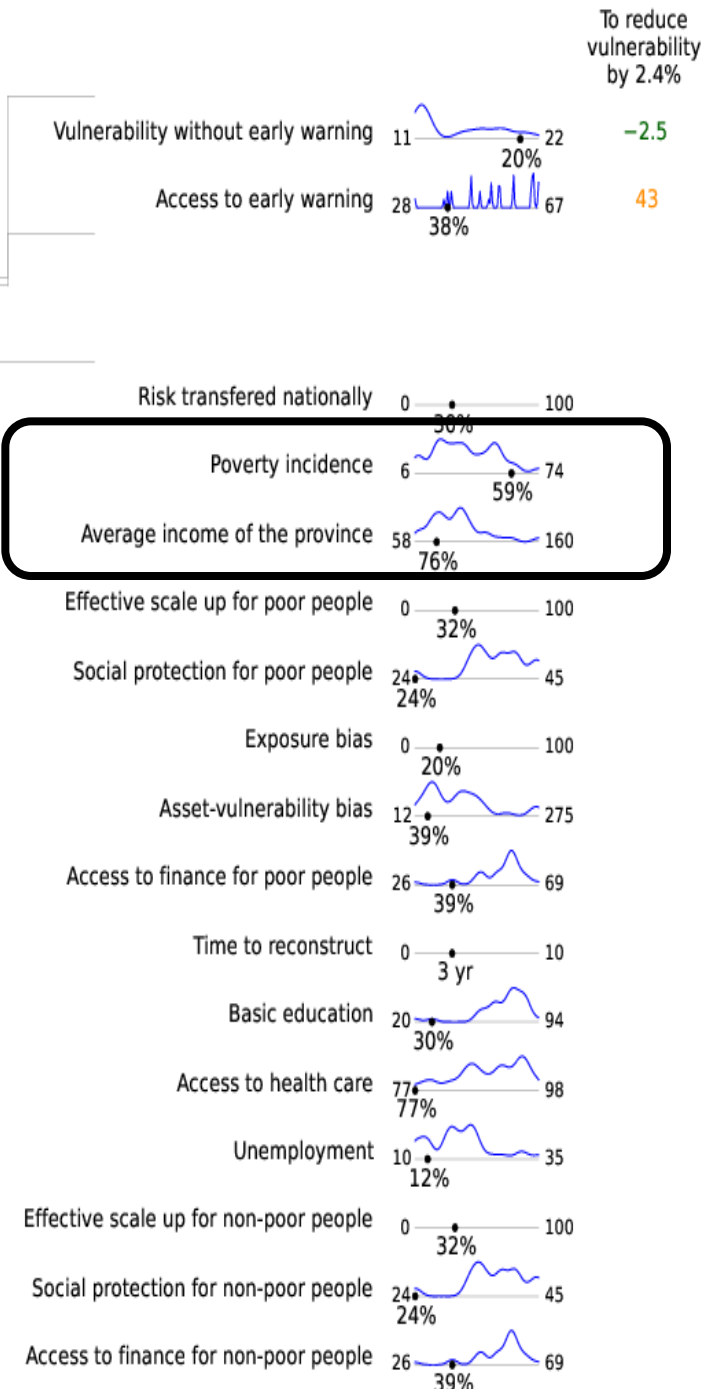 To reduce
vulnerability
by 2.4%
Vulnerability without early warning 11 22 −2.5
20%
Access to early warning 28 67 43
38%
Risk transfered nationally 0 100
30%
Poverty incidence 6 74
59%
Average income of the province 58 160
76%
Effective scale up for poor people 0 100
32%
Social protection for poor people 24 45
24%
Exposure bias 0 100
20%
Asset-vulnerability bias 12 275
39%
Access to finance for poor people 26 69
39%
Time to reconstruct 0 10
3 yr
Basic education 20 94
30%
Access to health care 77 98
77%
Unemployment 10 35
12%
Effective scale up for non-poor people 0 100
32%
Social protection for non-poor people 24 45
24%
Access to finance for non-poor people 26 69
39%